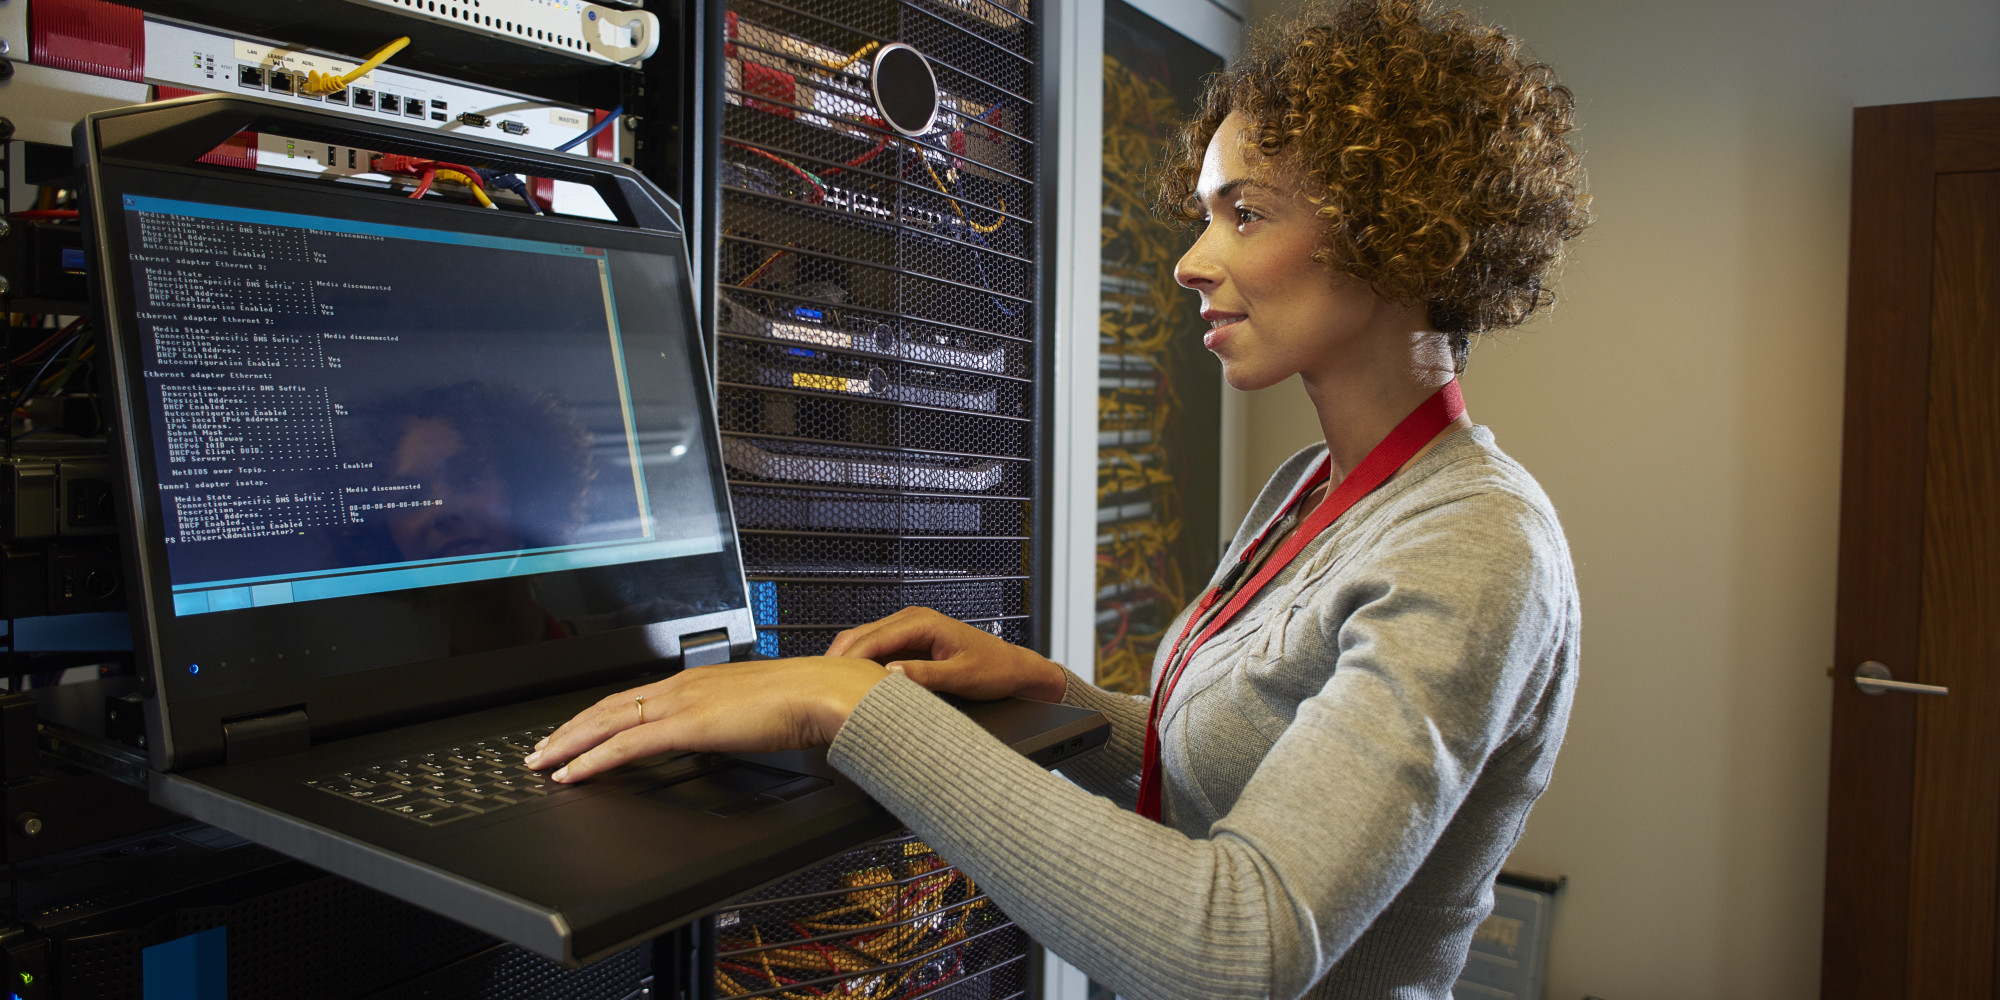 LAN
LEASELINE
ADSL
DMZ
RESET
MASTER
RESET
Media State . . . . . . . . . . . : Media disconnected
Connection-specific DNS Suffix . :
Description . . . . . . . . . . . :
Physical Address. . . . . . . . . :
DHCP Enabled. . . . . . . . . . . : Yes
Autoconfiguration Enabled . . . . : Yes
Ethernet adapter Ethernet 3:
Media State . . . . . . . . . . . : Media disconnected
Connection-specific DNS Suffix . :
Description . . . . . . . . . . . :
Physical Address. . . . . . . . . :
DHCP Enabled. . . . . . . . . . . : Yes
Autoconfiguration Enabled . . . . : Yes
Ethernet adapter Ethernet 2:
Media State . . . . . . . . . . . : Media disconnected
Connection-specific DNS Suffix . :
Description . . . . . . . . . . . :
Physical Address. . . . . . . . . :
DHCP Enabled. . . . . . . . . . . : Yes
Autoconfiguration Enabled . . . . : Yes
Ethernet adapter Ethernet:
Connection-specific DNS Suffix . :
Description . . . . . . . . . . . :
Physical Address. . . . . . . . . :
DHCP Enabled. . . . . . . . . . . : No
Autoconfiguration Enabled . . . . : Yes
Link-local IPv6 Address . . . . . :
IPv4 Address. . . . . . . . . . . :
Subnet Mask . . . . . . . . . . . :
Default Gateway . . . . . . . . . :
DHCPv6 IAID . . . . . . . . . . . :
DHCPv6 Client DUID. . . . . . . . :
DNS Servers . . . . . . . . . . . :
NetBIOS over Tcpip. . . . . . . . : Enabled
Tunnel adapter isatap.
Media State . . . . . . . . . . . : Media disconnected
Connection-specific DNS Suffix . :
Description . . . . . . . . . . . :
Physical Address. . . . . . . . . : 00-00-00-00-00-00-00-00
DHCP Enabled. . . . . . . . . . . : No
Autoconfiguration Enabled . . . . : Yes
PS C:\Users\Administrator> _